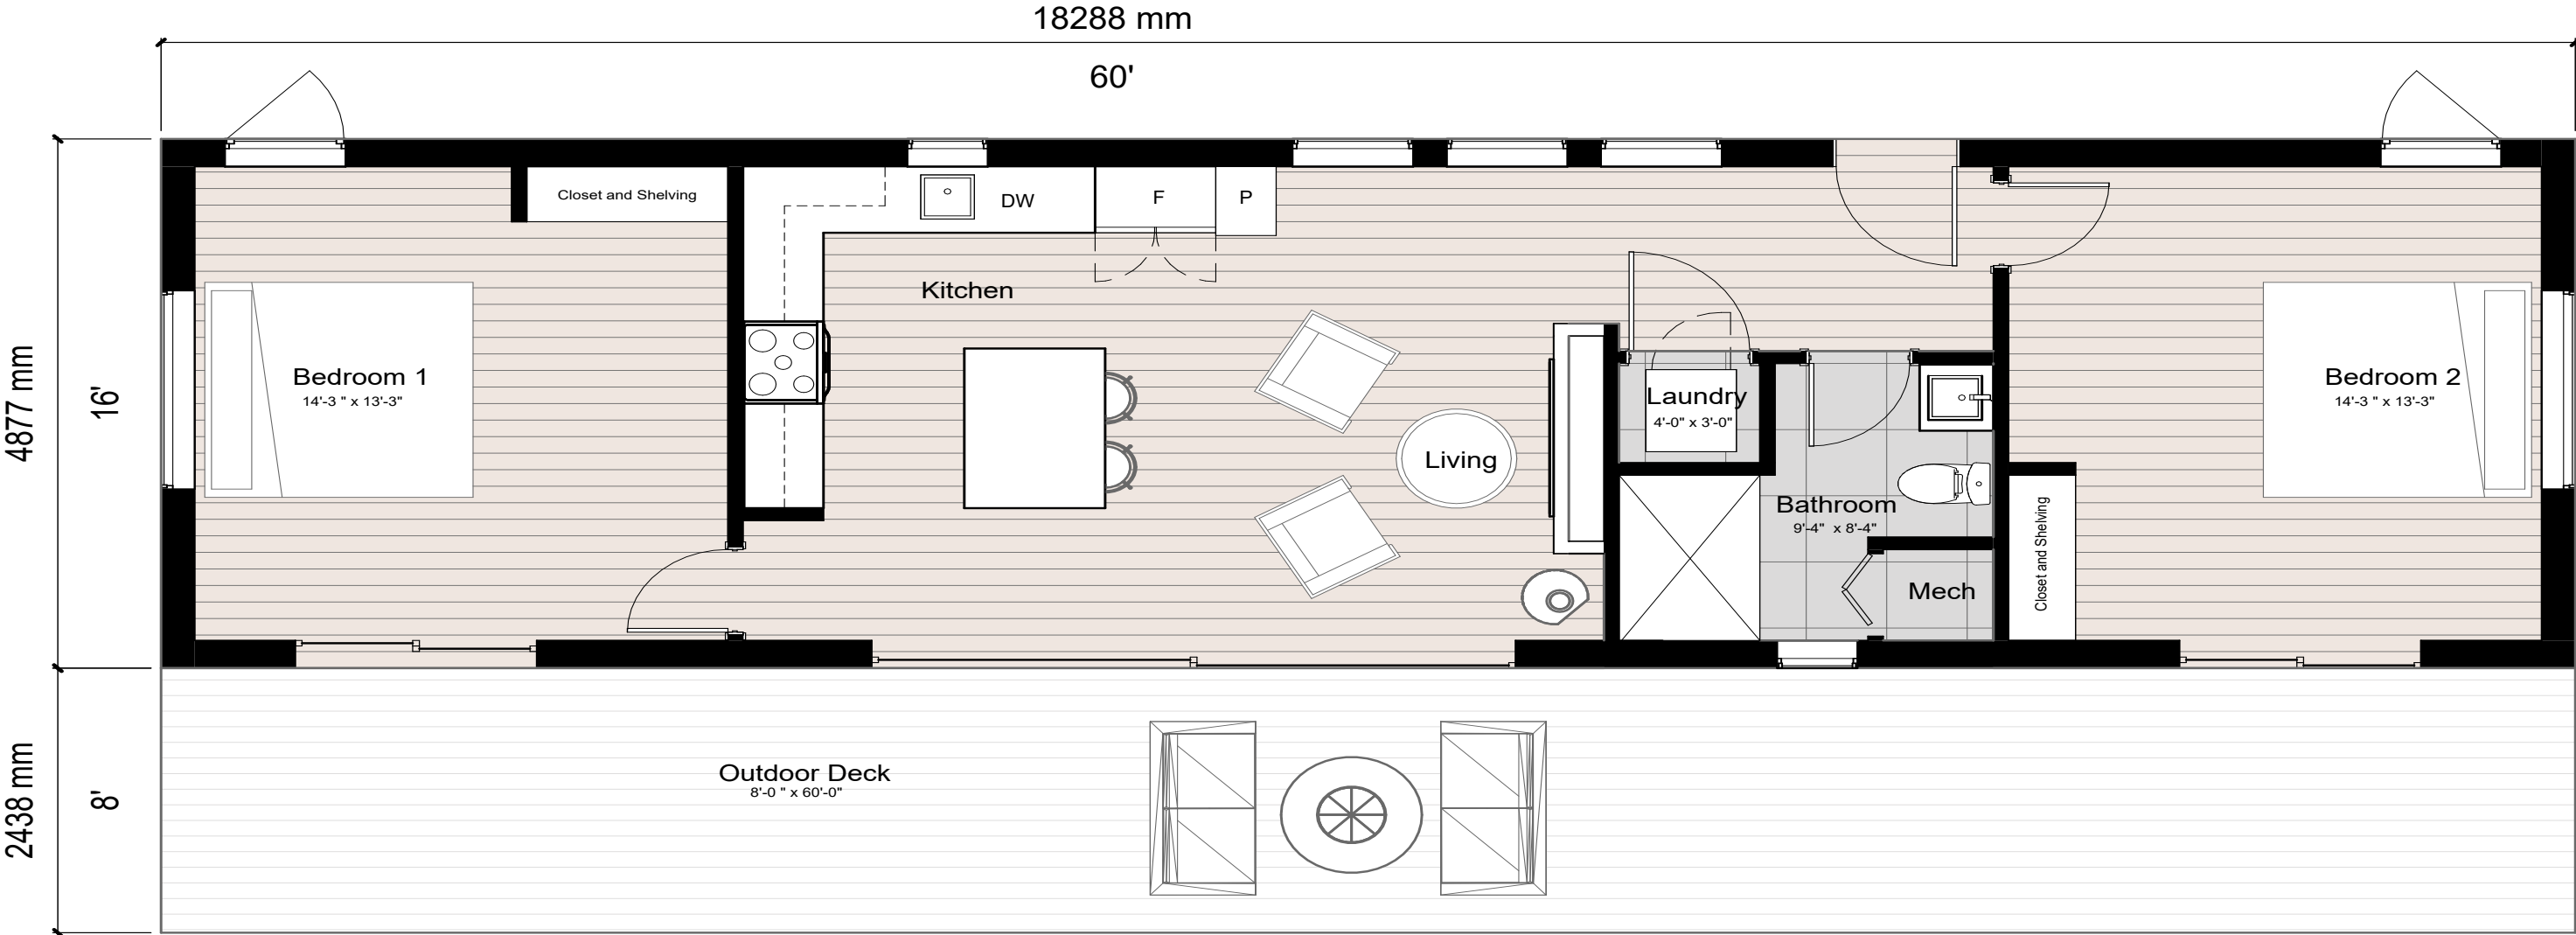 18288 mm
60'
Closet and Shelving
DW
F
P
Kitchen
4877 mm
16'
Bedroom 1
14'-3 " x 13'-3"
Laundry
4'-0" x 3'-0"
Bedroom 2
14'-3 " x 13'-3"
Living
Bathroom
9'-4" x 8'-4"
Closet and Shelving
Mech
2438 mm
8'
Outdoor Deck
8'-0 " x 60'-0"